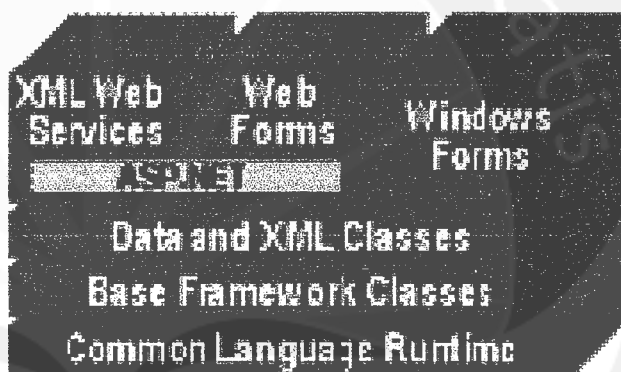 XML Web
Services
Web
Forms
Windows
Forms
ASP.NET
Data and XML Classes
Base Framework Classes
Common Language Runtime